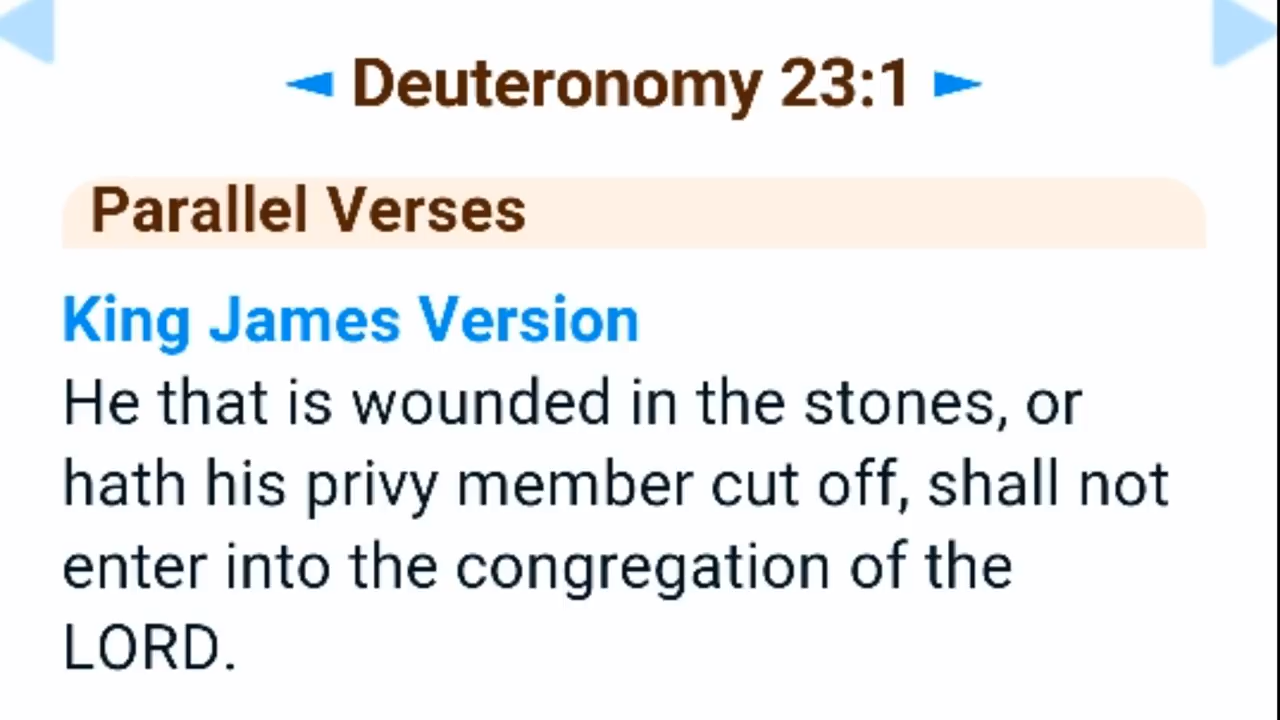 Deuteronomy 23:1
Parallel Verses
King James Version
He that is wounded in the stones, or
hath his privy member cut off, shall not
enter into the congregation of the
LORD.